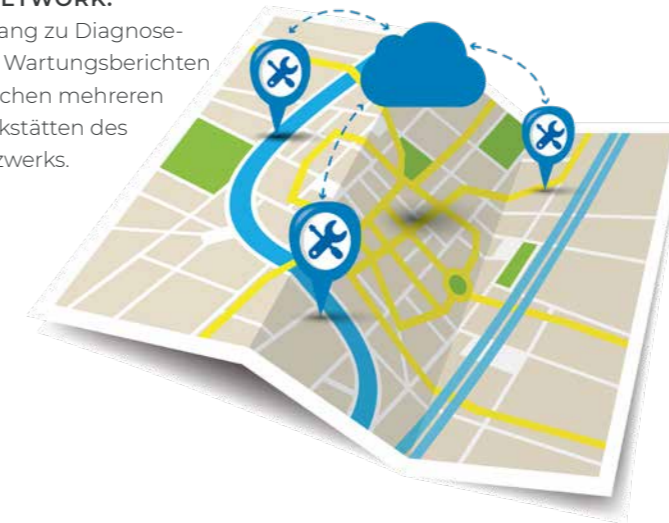 ETWORK:
ang zu Diagnose-
Wartungsberichten
chen mehreren
kstätten des
zwerks.